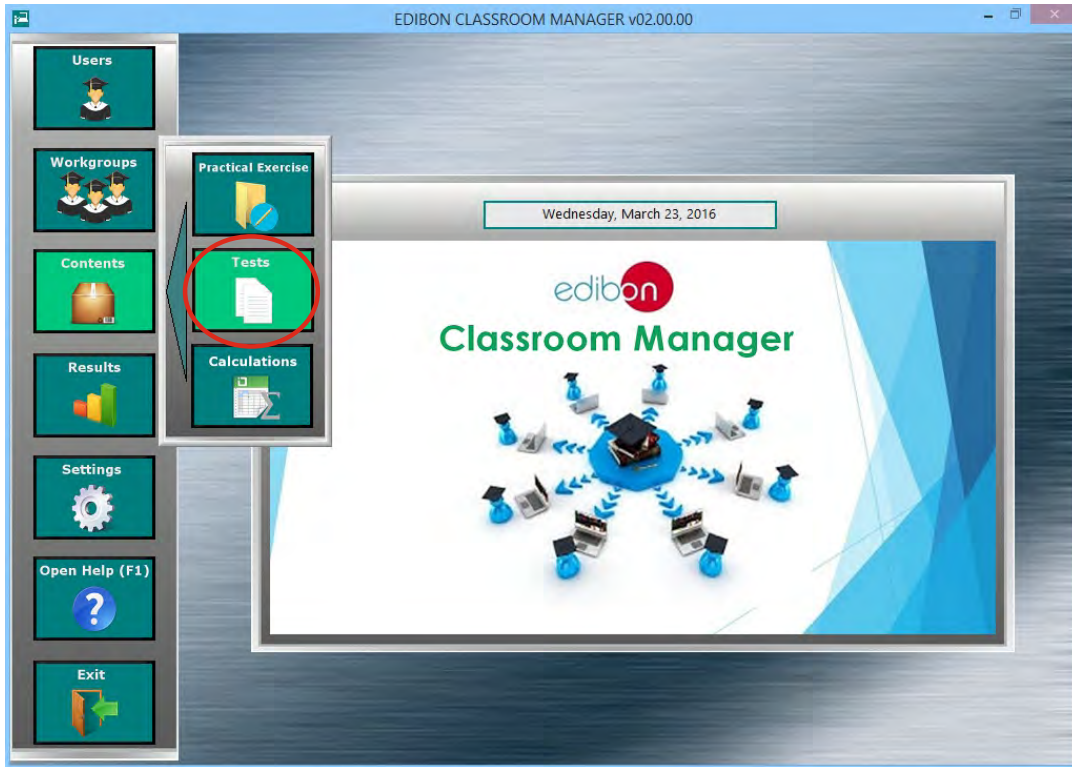 EDIBON CLASSROOM MANAGER v02.00.00
Users
Workgroups
Contents
Results
Settings
Open Help (F1)
?
Exit
Practical Exercise
Tests
Calculations
Σ
Wednesday, March 23, 2016
edibon
Classroom Manager